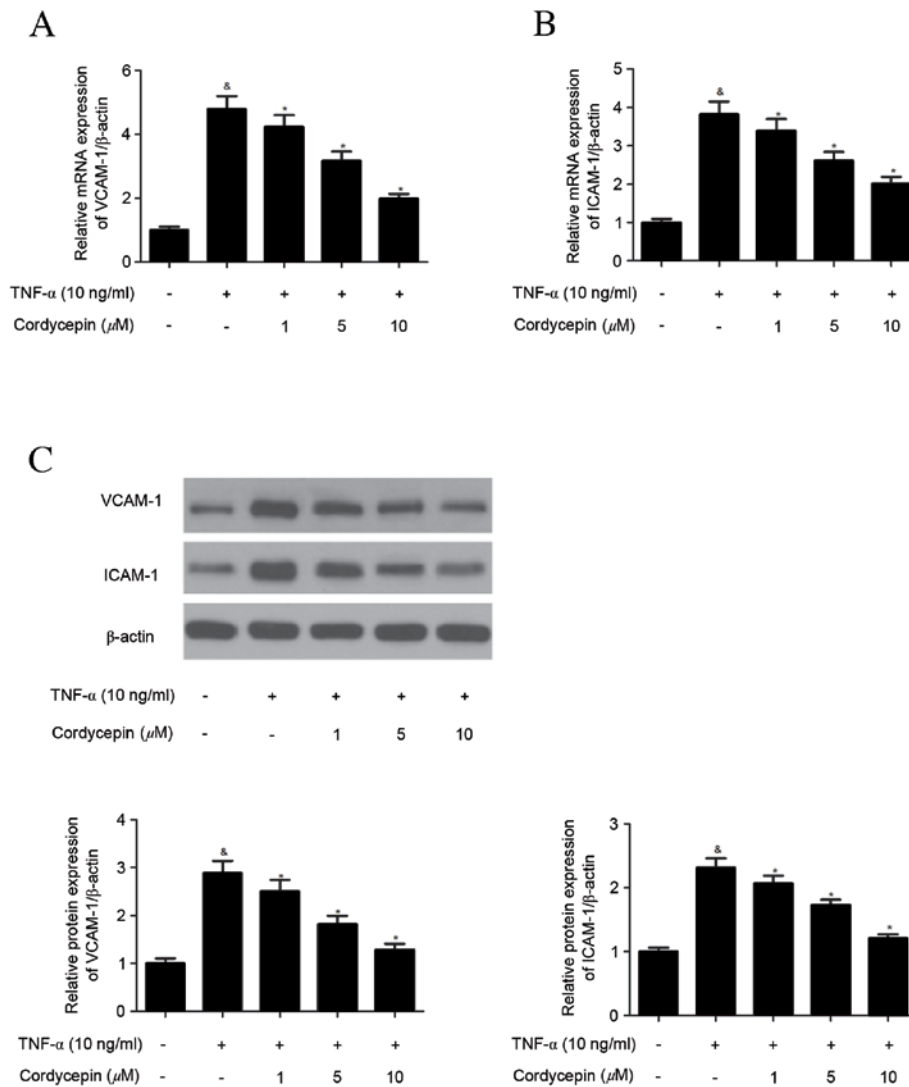 A
Relative mRNA expression
of VCAM-1/β-actin
6
4
2
0
& * * *
TNF-α (10 ng/ml) - + + + +
Cordycepin (μM) - - 1 5 10
B
Relative mRNA expression
of ICAM-1/β-actin
5
4
3
2
1
0
& * * *
TNF-α (10 ng/ml) - + + + +
Cordycepin (μM) - - 1 5 10
C
VCAM-1
ICAM-1
β-actin
TNF-α (10 ng/ml) - + + + +
Cordycepin (μM) - - 1 5 10
Relative protein expression
of VCAM-1/β-actin
4
3
2
1
0
& * * *
TNF-α (10 ng/ml) - + + + +
Cordycepin (μM) - - 1 5 10
Relative protein expression
of ICAM-1/β-actin
3
2
1
0
& * * *
TNF-α (10 ng/ml) - + + + +
Cordycepin (μM) - - 1 5 10